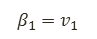 β₁ = v₁